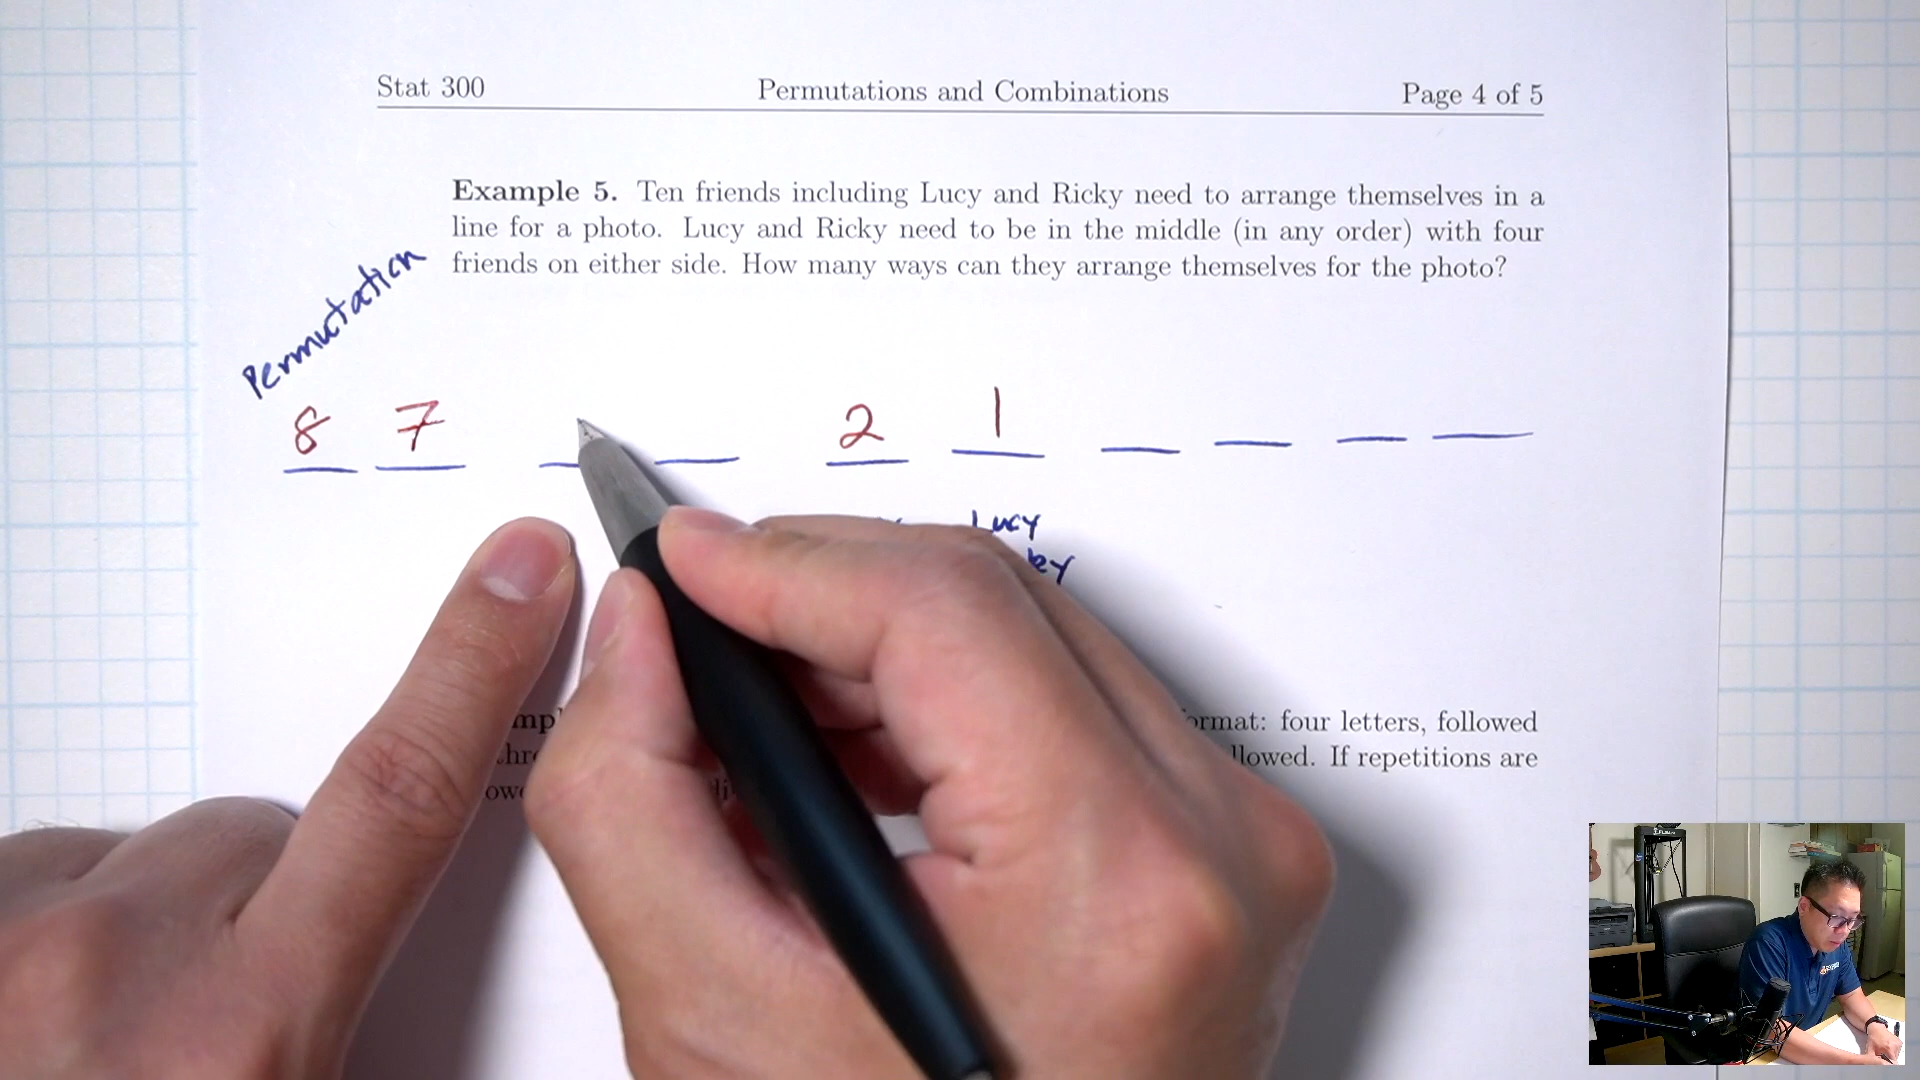 Stat 300 Permutations and Combinations Page 4 of 5
Example 5. Ten friends including Lucy and Ricky need to arrange themselves in a
line for a photo. Lucy and Ricky need to be in the middle (in any order) with four
friends on either side. How many ways can they arrange themselves for the photo?
Permutation
8 7 2 1
Lucy
ormat: four letters, followed
llowed. If repetitions are